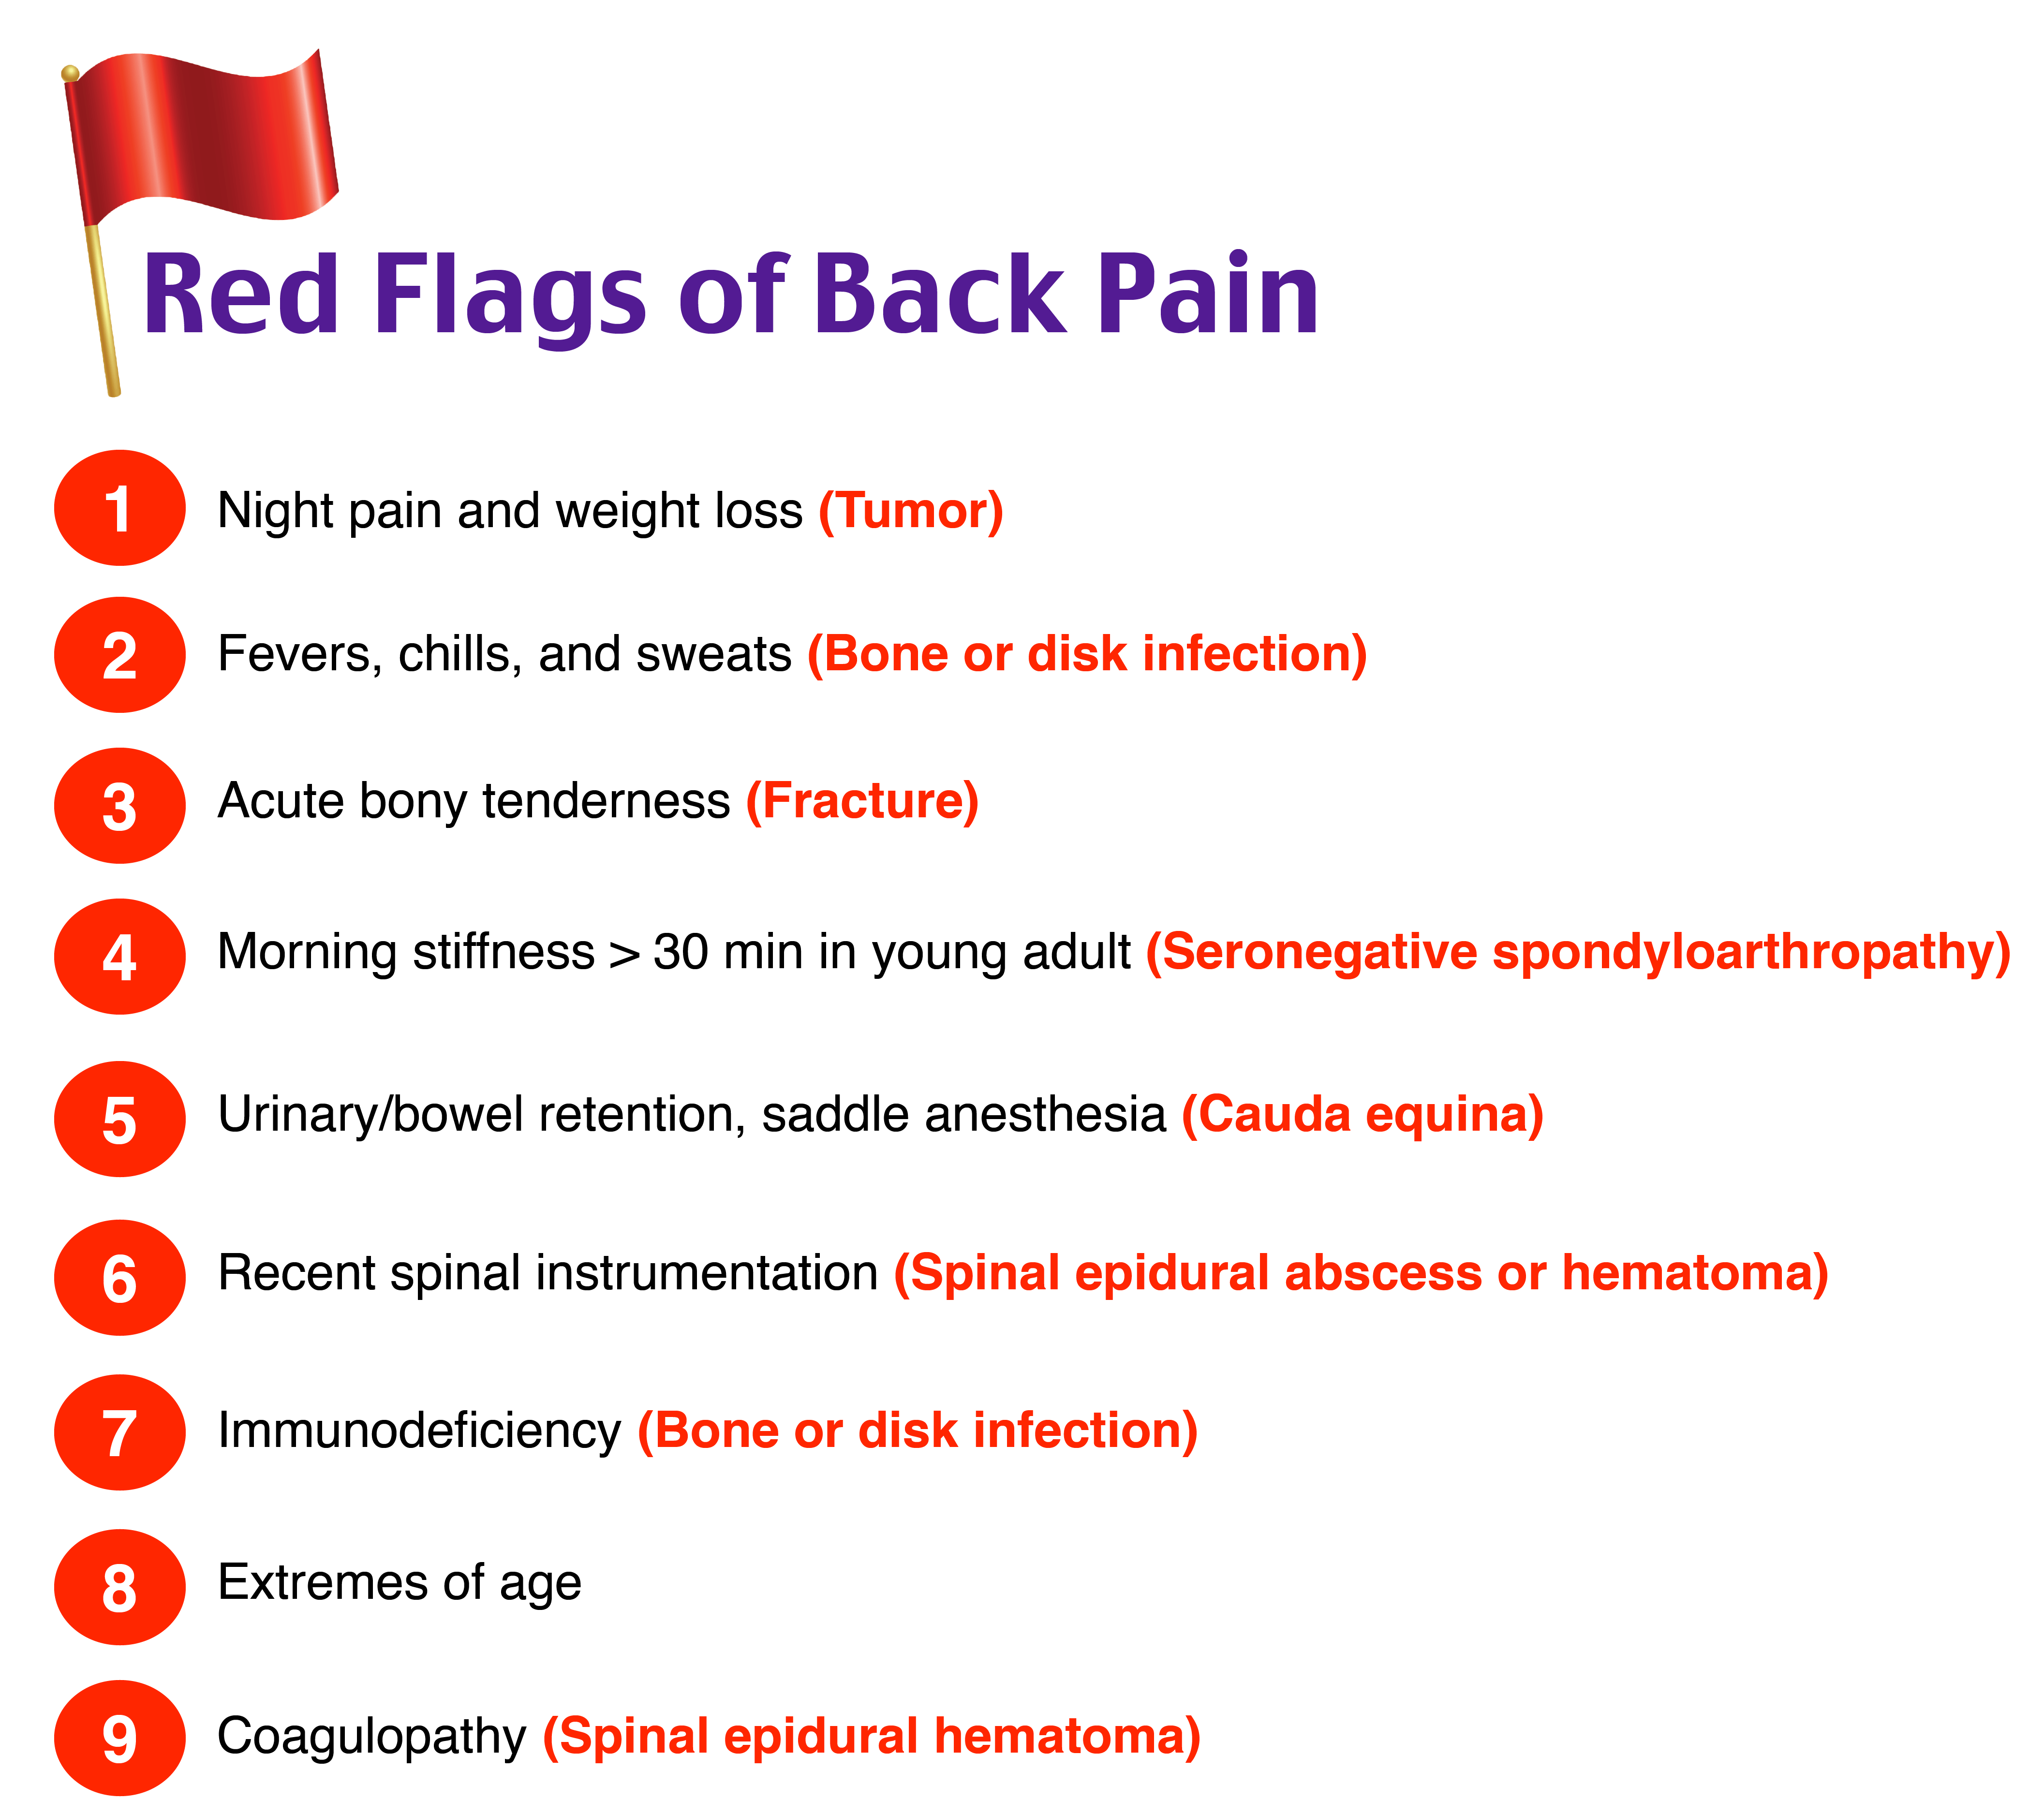 Red Flags of Back Pain
1 Night pain and weight loss (Tumor)
2 Fevers, chills, and sweats (Bone or disk infection)
3 Acute bony tenderness (Fracture)
4 Morning stiffness > 30 min in young adult (Seronegative spondyloarthropathy)
5 Urinary/bowel retention, saddle anesthesia (Cauda equina)
6 Recent spinal instrumentation (Spinal epidural abscess or hematoma)
7 Immunodeficiency (Bone or disk infection)
8 Extremes of age
9 Coagulopathy (Spinal epidural hematoma)